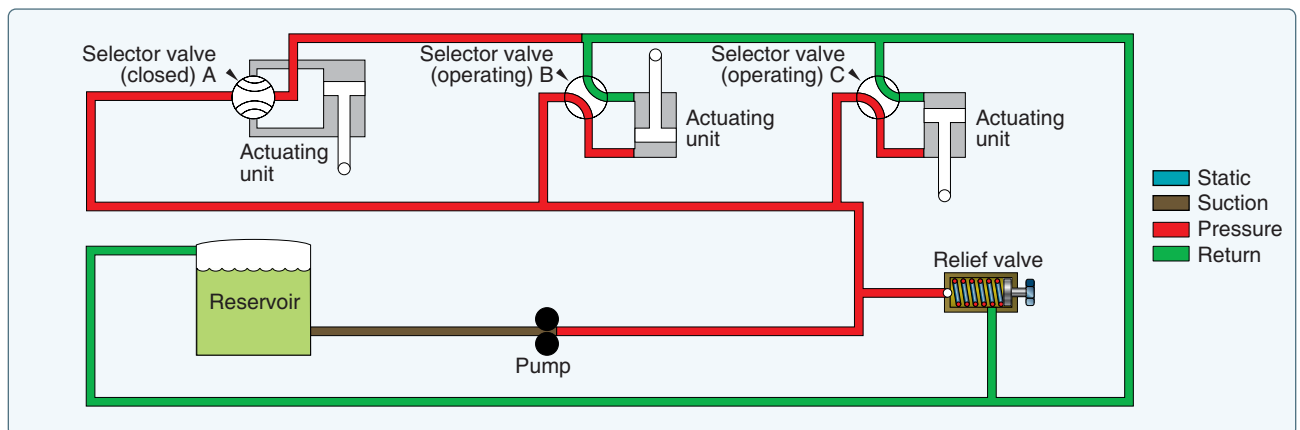 Selector valve
(closed) A
Selector valve
(operating) B
Selector valve
(operating) C
Actuating
unit
Actuating
unit
Actuating
unit
Static
Suction
Pressure
Return
Relief valve
Reservoir
Pump